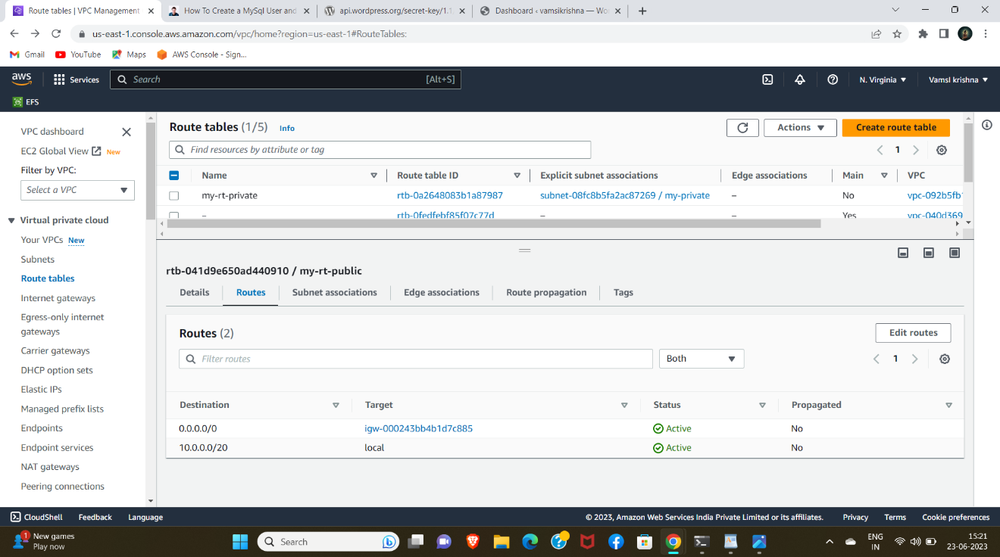 Route tables | VPC Management
How To Create a MySql User and
api.wordpress.org/secret-key/1.1
Dashboard ‹ vamsikrishna — Wor
us-east-1.console.aws.amazon.com/vpc/home?region=us-east-1#RouteTables:
Gmail
YouTube
Maps
AWS Console - Sign...
aws
Services
Search
[Alt+S]
N. Virginia
VamsI krishna
EFS
VPC dashboard
EC2 Global View
New
Filter by VPC:
Select a VPC
Virtual private cloud
Your VPCs New
Subnets
Route tables
Internet gateways
Egress-only internet
gateways
Carrier gateways
DHCP option sets
Elastic IPs
Managed prefix lists
Endpoints
Endpoint services
NAT gateways
Peering connections
Route tables (1/5) Info
Actions
Create route table
Find resources by attribute or tag
1
Name Route table ID Explicit subnet associations Edge associations Main VPC
my-rt-private rtb-0a2648083b1a87987 subnet-08fc8b5fa2ac87269 / my-private – No vpc-092b5fb1
– rtb-0fedfebf85f07c77d – – Yes vpc-040d369
rtb-041d9e650ad440910 / my-rt-public
Details Routes Subnet associations Edge associations Route propagation Tags
Routes (2)
Edit routes
Filter routes
Both
1
Destination Target Status Propagated
0.0.0.0/0 igw-000243bb4b1d7c885 Active No
10.0.0.0/20 local Active No
CloudShell Feedback Language
© 2023, Amazon Web Services India Private Limited or its affiliates. Privacy Terms Cookie preferences
1
New games
Play now
Search
ENG
IN
15:21
23-06-2023